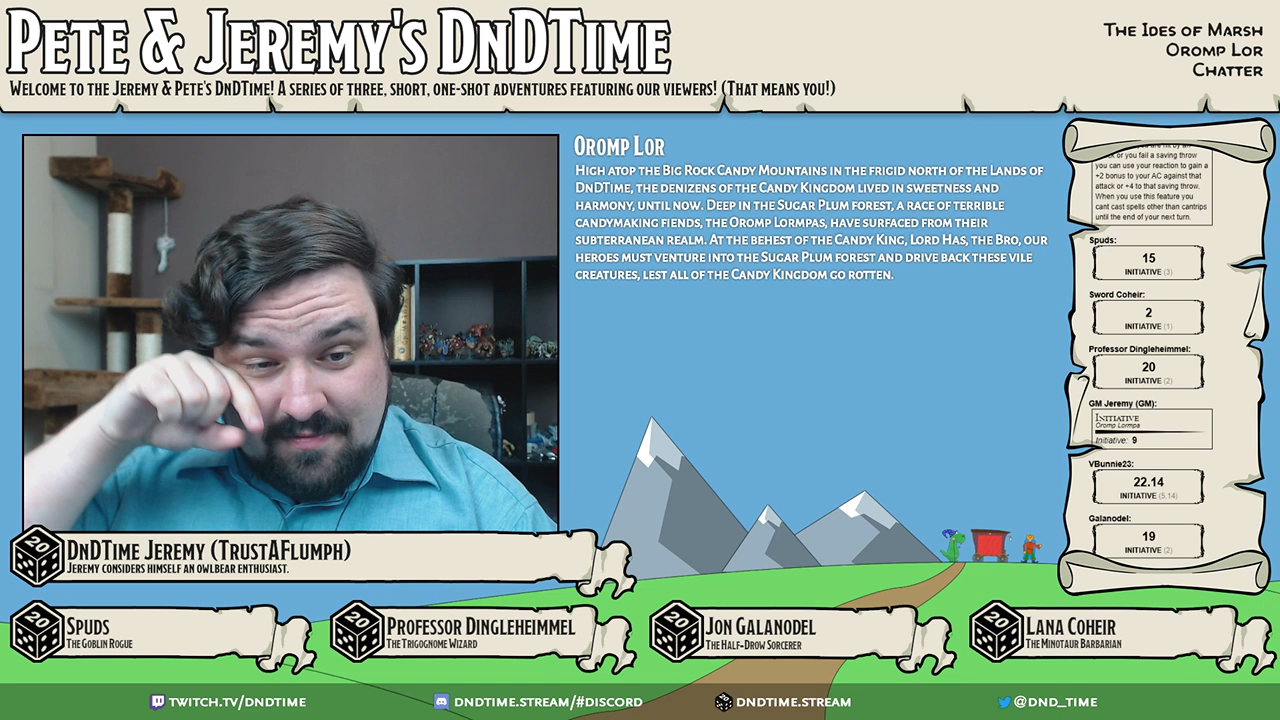 Pete & Jeremy's DnDTime
Welcome to the Jeremy & Pete's DnDTime! A series of three, short, one-shot adventures featuring our viewers! (That means you!)
The Ides of Marsh
Oromp Lor
Chatter
Oromp Lor
High atop the Big Rock Candy Mountains in the frigid north of the Lands of
DnDTime, the denizens of the Candy Kingdom lived in sweetness and
harmony, until now. Deep in the Sugar Plum Forest, a race of terrible
candymaking fiends, the Oromp Lormpas, have surfaced from their
subterranean realm. At the behest of the Candy King, Lord Has, the Bro, our
heroes must venture into the Sugar Plum Forest and drive back these vile
creatures, lest all of the Candy Kingdom go rotten.
or you fail a saving throw
you can use your reaction to gain a
+2 bonus to your AC against that
attack or +4 to that saving throw.
When you use this feature you
cant cast spells other than cantrips
until the end of your next turn.
Spuds:
15
INITIATIVE (3)
Sword Coheir:
2
INITIATIVE (1)
Professor Dingleheimmel:
20
INITIATIVE (2)
GM Jeremy (GM):
Initiative
Oromp Lormpa
Initiative: 9
VBunnie23:
22.14
INITIATIVE (5.14)
Galanodel:
19
INITIATIVE (2)
20
DnDTime Jeremy (TrustAFlumph)
Jeremy considers himself an owlbear enthusiast.
20
Spuds
The Goblin Rogue
20
Professor Dingleheimmel
The Trigognome Wizard
20
Jon Galanodel
The Half-Drow Sorcerer
20
Lana Coheir
The Minotaur Barbarian
twitch.tv/dndtime
dndtime.stream/#discord
dndtime.stream
@dnd_time